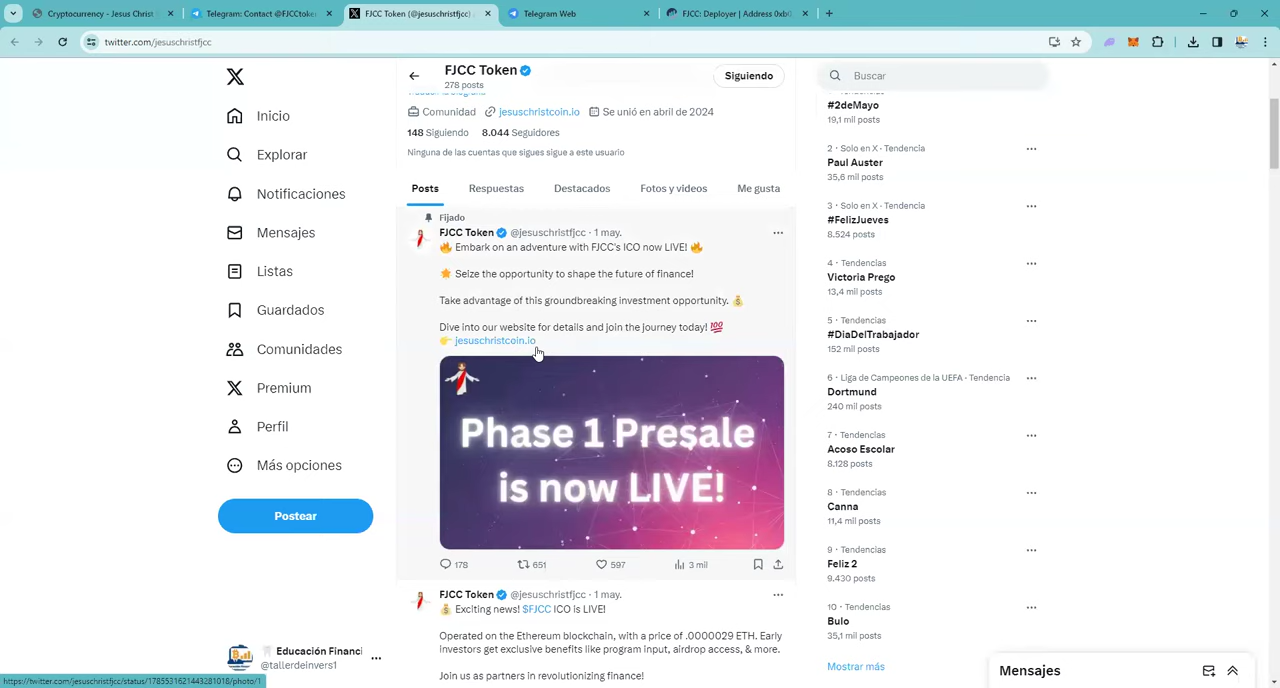 Cryptocurrency - Jesus Christ
Telegram: Contact @FJCCtoke
FJCC Token (@jesuschristfjcc)
Telegram Web
FJCC: Deployer | Address 0xb0
twitter.com/jesuschristfjcc
FJCC Token
278 posts
Siguiendo
Buscar
Inicio
Explorar
Notificaciones
Mensajes
Listas
Guardados
Comunidades
Premium
Perfil
Más opciones
Postear
Educación Financi
@tallerdeinvers1
Comunidad
jesuschristcoin.io
Se unió en abril de 2024
148 Siguiendo 8.044 Seguidores
Ninguna de las cuentas que sigues sigue a este usuario
Posts
Respuestas
Destacados
Fotos y videos
Me gusta
Fijado
FJCC Token @jesuschristfjcc · 1 may.
🔥 Embark on an adventure with FJCC's ICO now LIVE! 🔥
🌟 Seize the opportunity to shape the future of finance!
Take advantage of this groundbreaking investment opportunity. 💰
Dive into our website for details and join the journey today! 💯
👉 jesuschristcoin.io
Phase 1 Presale
is now LIVE!
178
651
597
3 mil
FJCC Token @jesuschristfjcc · 1 may.
💰 Exciting news! $FJCC ICO is LIVE!
Operated on the Ethereum blockchain, with a price of .0000029 ETH. Early
investors get exclusive benefits like program input, airdrop access, & more.
Join us as partners in revolutionizing finance!
#2deMayo
19,1 mil posts
2 · Solo en X · Tendencia
Paul Auster
35,6 mil posts
3 · Solo en X · Tendencia
#FelizJueves
8.524 posts
4 · Tendencias
Victoria Prego
13,4 mil posts
5 · Tendencias
#DiaDelTrabajador
152 mil posts
6 · Liga de Campeones de la UEFA · Tendencia
Dortmund
240 mil posts
7 · Tendencias
Acoso Escolar
8.128 posts
8 · Tendencias
Canna
11,4 mil posts
9 · Tendencias
Feliz 2
9.430 posts
10 · Tendencias
Bulo
35,1 mil posts
Mostrar más
Mensajes
https://twitter.com/jesuschristfjcc/status/1785531621443281018/photo/1